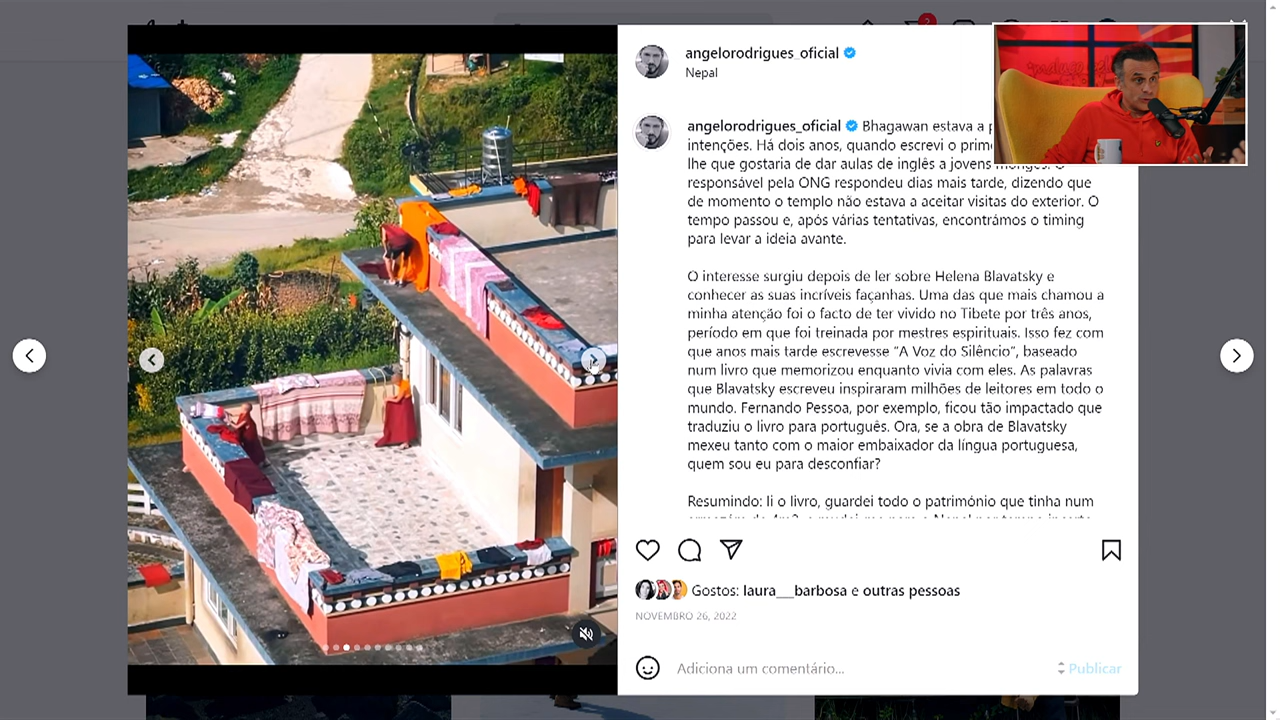 2
angelorodrigues_oficial
Nepal
angelorodrigues_oficial Bhagawan estava a
intenções. Há dois anos, quando escrevi o
lhe que gostaria de dar aulas de inglês a jovens monges. O
responsável pela ONG respondeu dias mais tarde, dizendo que
de momento o templo não estava a aceitar visitas do exterior. O
tempo passou e, após várias tentativas, encontrámos o timing
para levar a ideia avante.
O interesse surgiu depois de ler sobre Helena Blavatsky e
conhecer as suas incríveis façanhas. Uma das que mais chamou a
minha atenção foi o facto de ter vivido no Tibete por três anos,
período em que foi treinada por mestres espirituais. Isso fez com
que anos mais tarde escrevesse “A Voz do Silêncio”, baseado
num livro que memorizou enquanto vivia com eles. As palavras
que Blavatsky escreveu inspiraram milhões de leitores em todo o
mundo. Fernando Pessoa, por exemplo, ficou tão impactado que
traduziu o livro para português. Ora, se a obra de Blavatsky
mexeu tanto com o maior embaixador da língua portuguesa,
quem sou eu para desconfiar?
Resumindo: li o livro, guardei todo o património que tinha num
Gostos: laura___barbosa e outras pessoas
NOVEMBRO 26, 2022
Adiciona um comentário...
Publicar